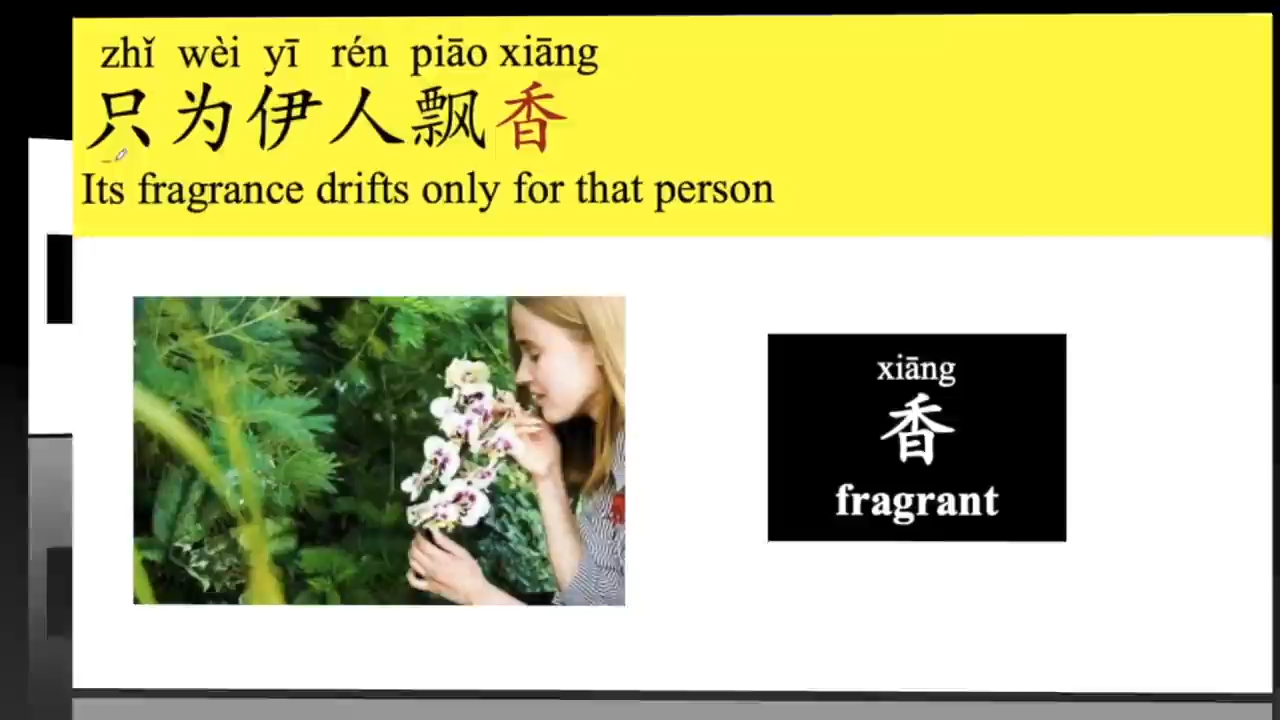 zhǐ wèi yī rén piāo xiāng
只为伊人飘香
Its fragrance drifts only for that person
xiāng
香
fragrant